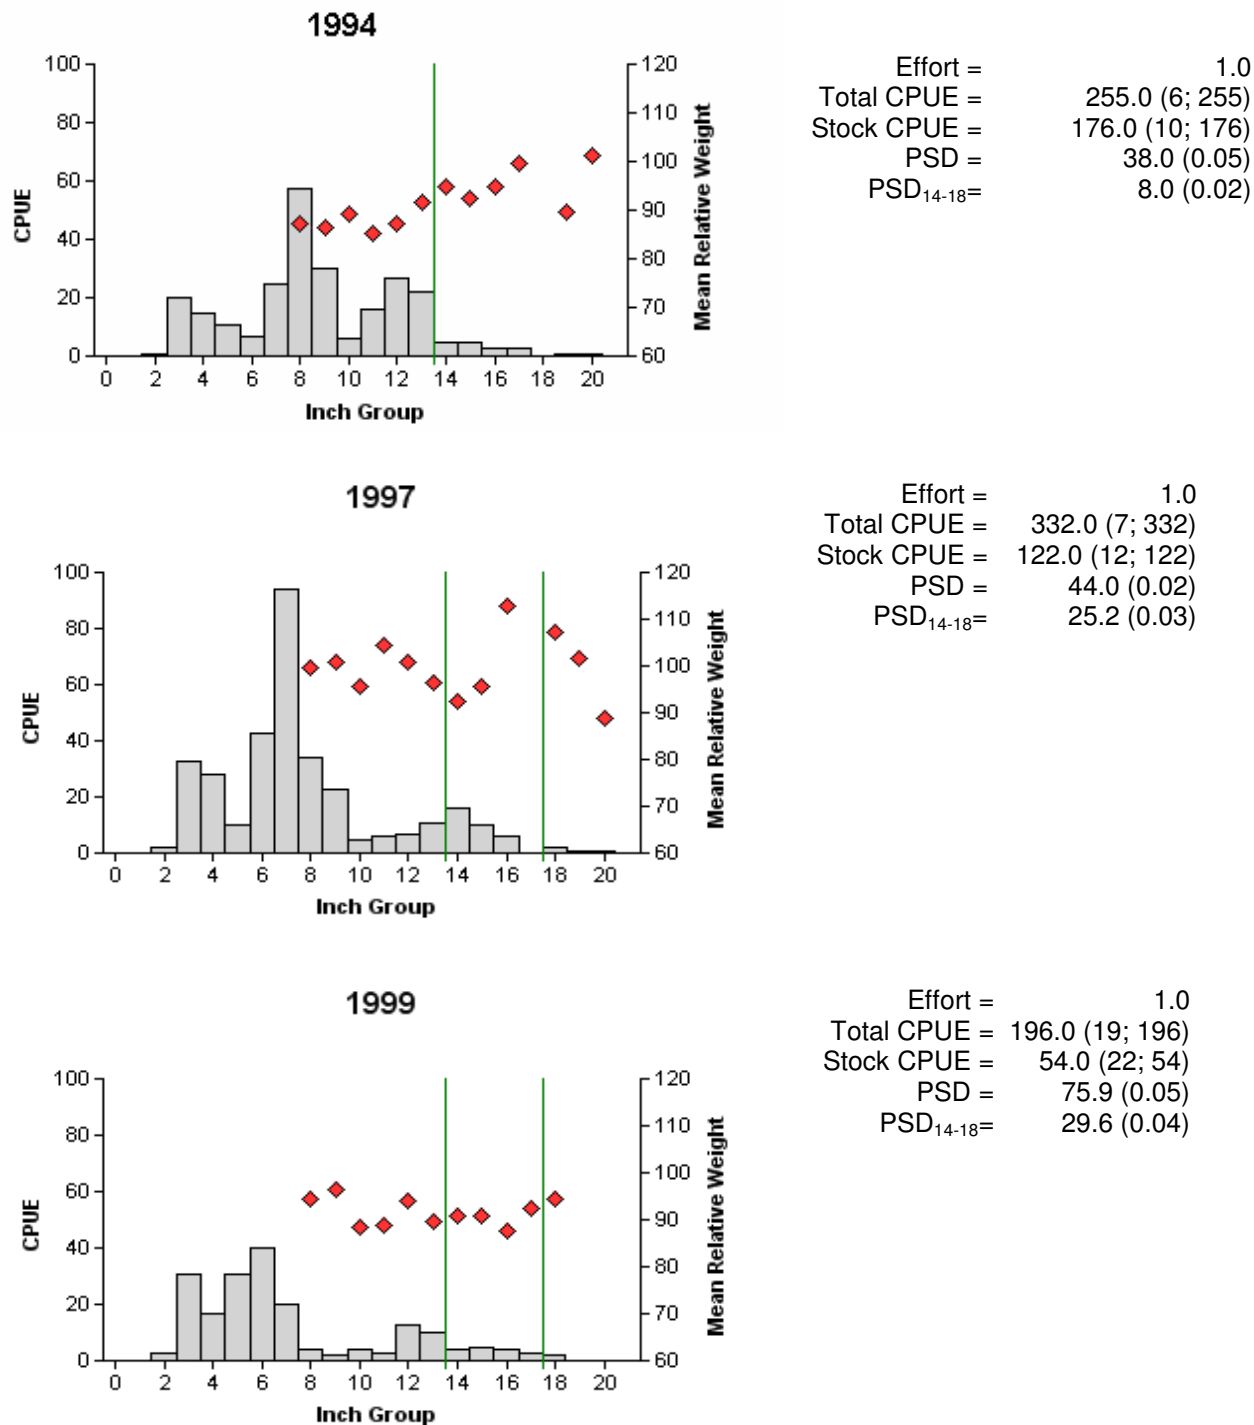 1994
100
80
60
40
20
0
CPUE
120
110
100
90
80
70
60
Mean Relative Weight
0 2 4 6 8 10 12 14 16 18 20
Inch Group
Effort = 1.0
Total CPUE = 255.0 (6; 255)
Stock CPUE = 176.0 (10; 176)
PSD = 38.0 (0.05)
PSD14-18= 8.0 (0.02)
1997
100
80
60
40
20
0
CPUE
120
110
100
90
80
70
60
Mean Relative Weight
0 2 4 6 8 10 12 14 16 18 20
Inch Group
Effort = 1.0
Total CPUE = 332.0 (7; 332)
Stock CPUE = 122.0 (12; 122)
PSD = 44.0 (0.02)
PSD14-18= 25.2 (0.03)
1999
100
80
60
40
20
0
CPUE
120
110
100
90
80
70
60
Mean Relative Weight
0 2 4 6 8 10 12 14 16 18 20
Inch Group
Effort = 1.0
Total CPUE = 196.0 (19; 196)
Stock CPUE = 54.0 (22; 54)
PSD = 75.9 (0.05)
PSD14-18= 29.6 (0.04)